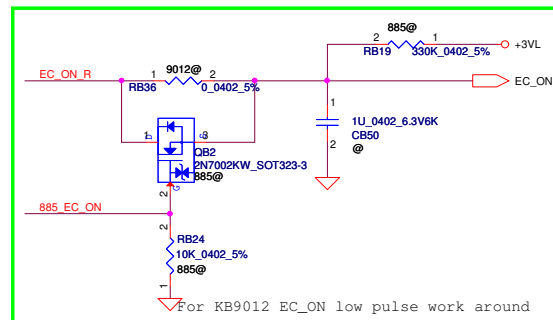 885@
2 1
RB19 330K_0402_5%
+3VL
9012@
EC_ON_R
1 2
RB36 0_0402_5%
EC_ON
1
1U_0402_6.3V6K
CB50
2
@
D
S
1 3
QB2
2N7002KW_SOT323-3
885@
G
2
885_EC_ON
2
RB24
10K_0402_5%
885@
1
For KB9012 EC_ON low pulse work around